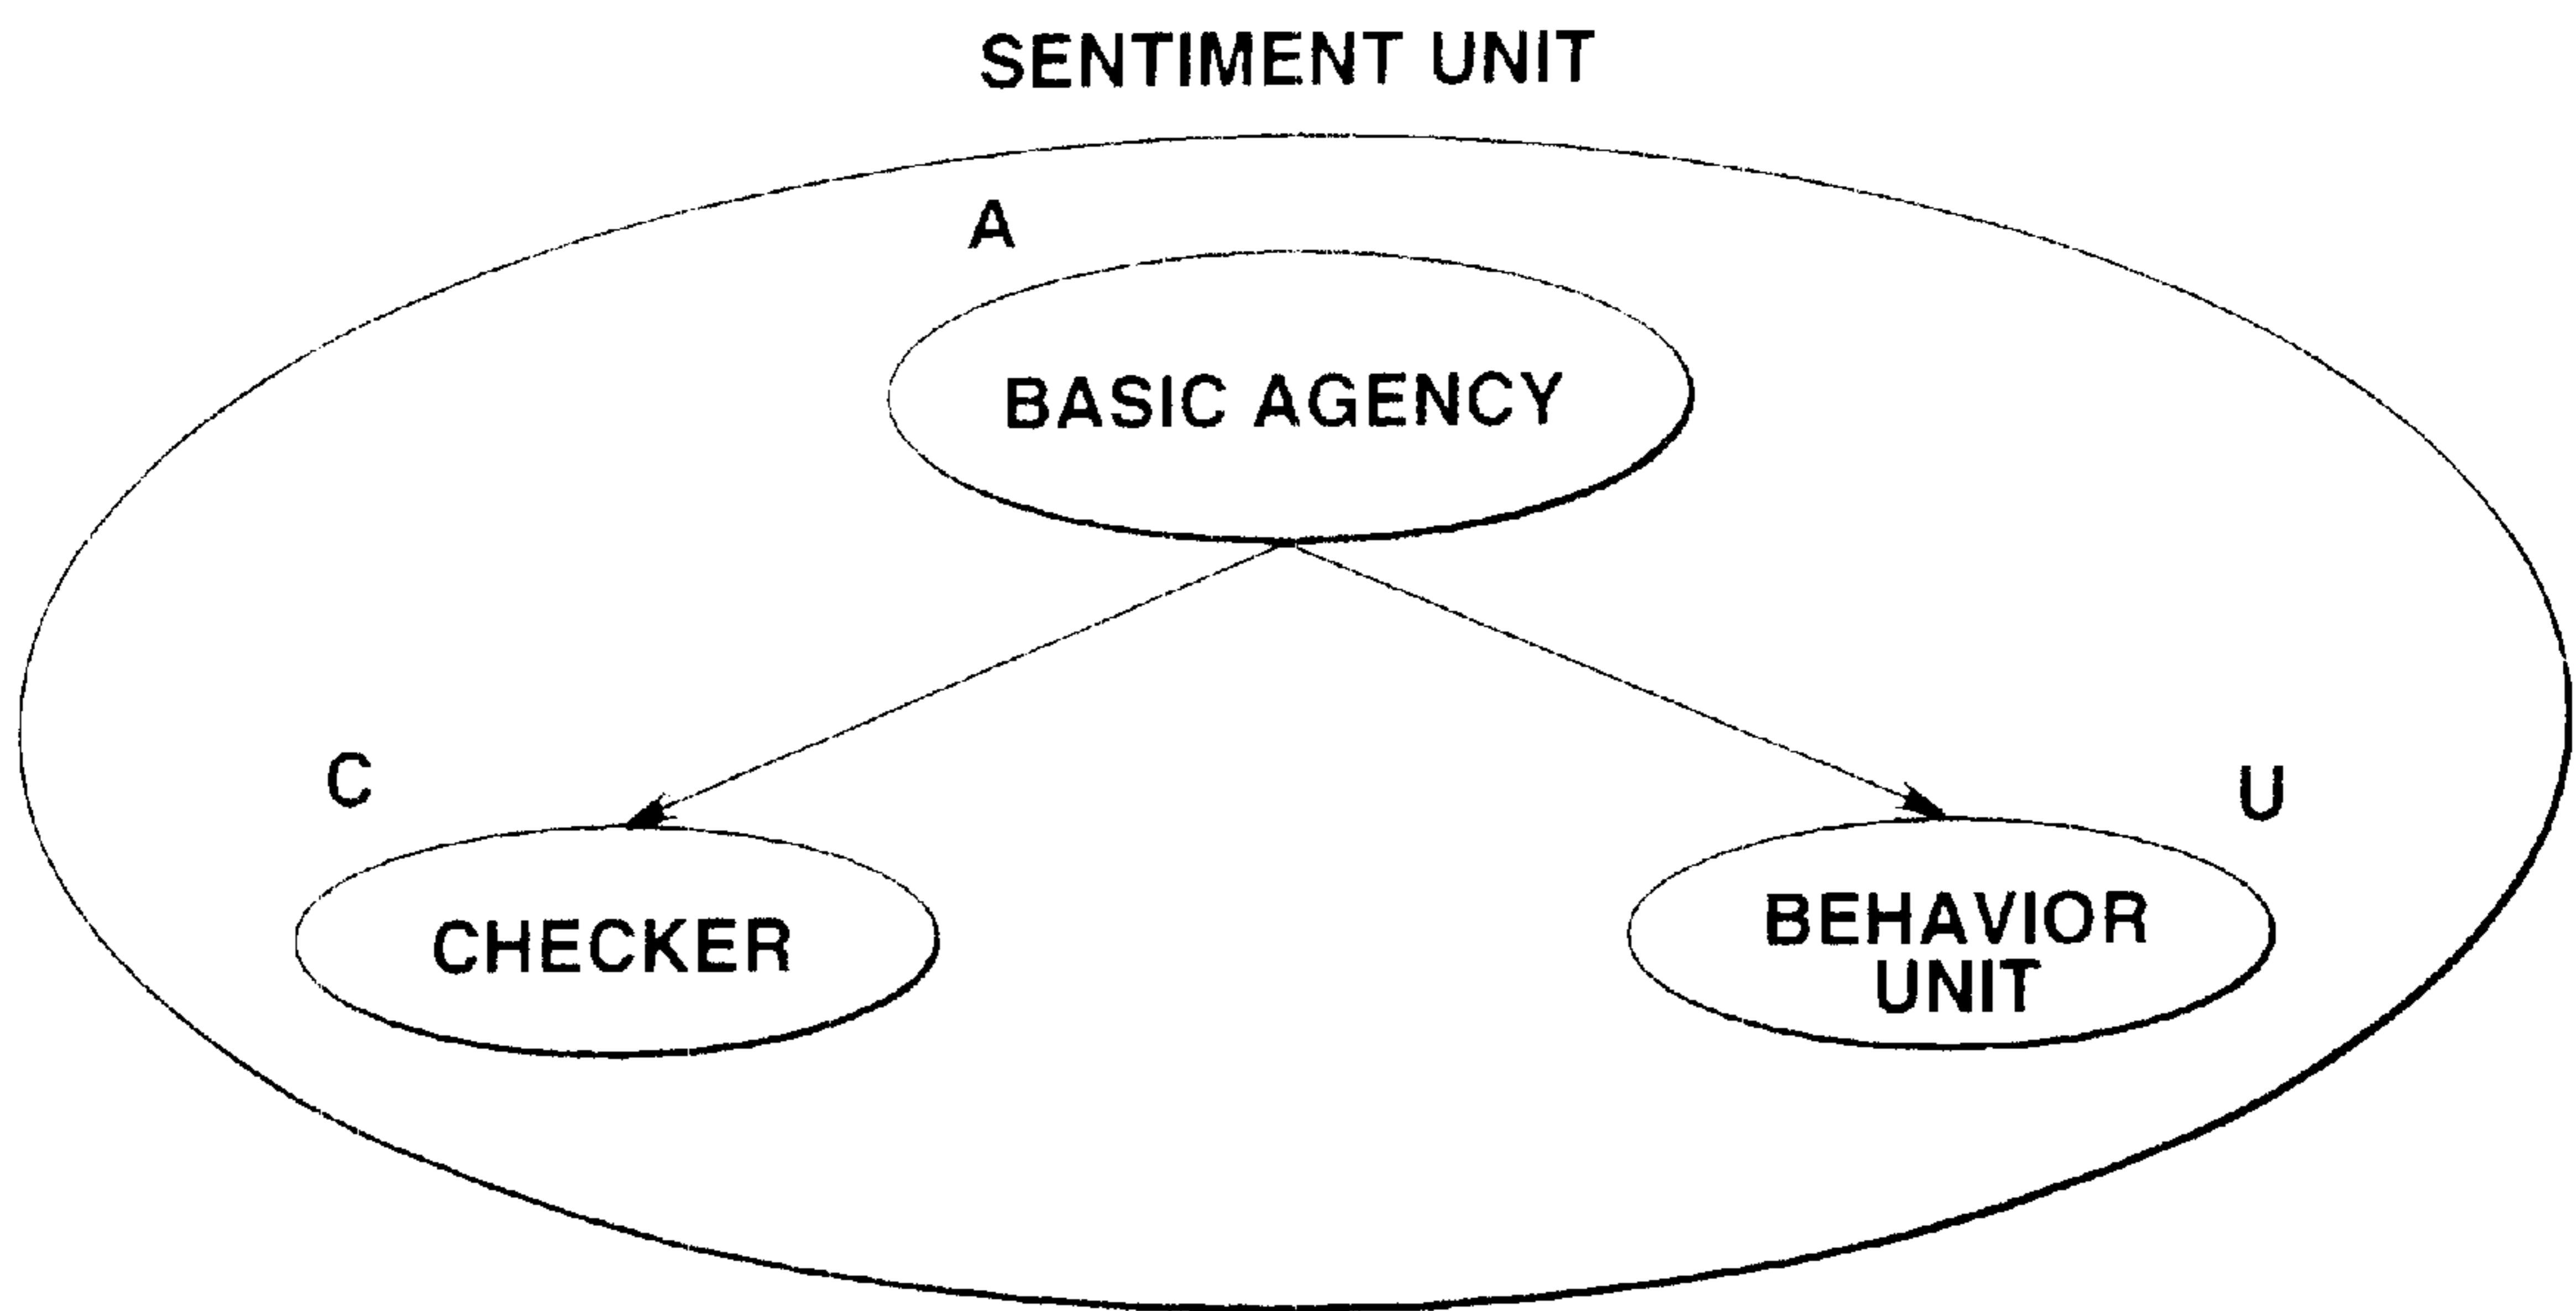 SENTIMENT UNIT
A
BASIC AGENCY
C
U
CHECKER
BEHAVIOR
UNIT